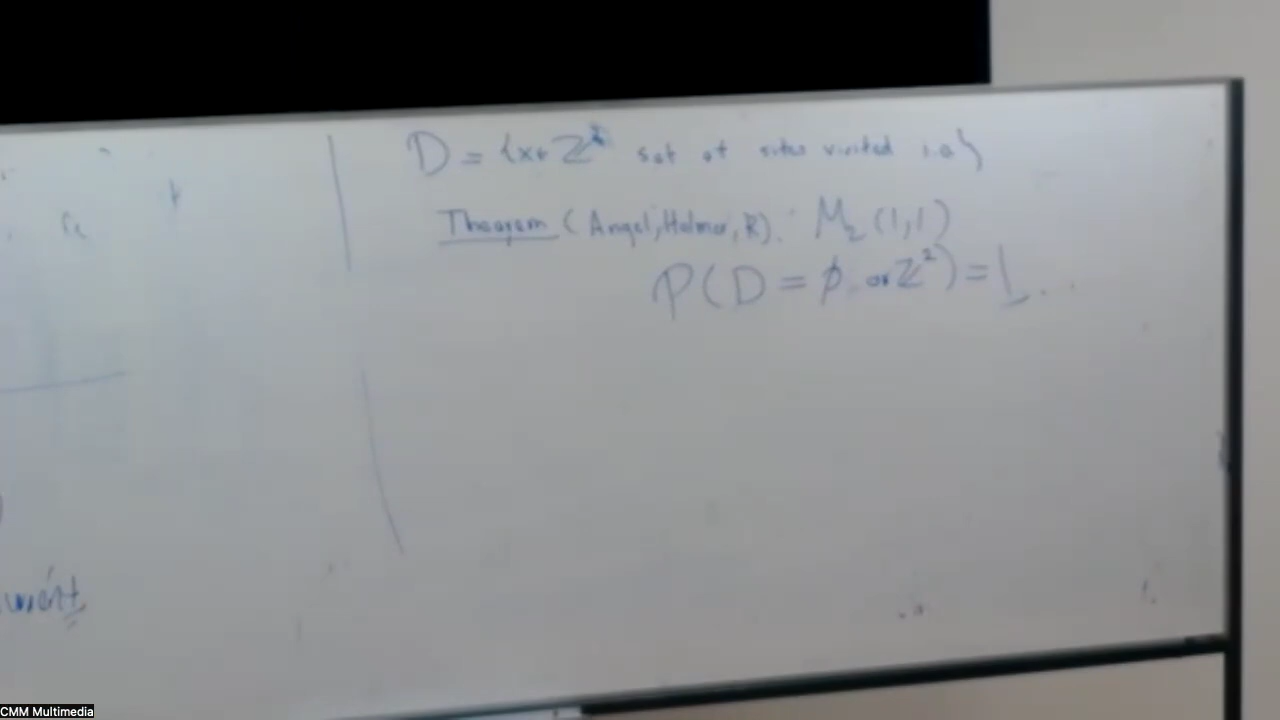 D = {x ∈ ℤ² set of sites visited i.o}
Theorem (Angel, Holmes, R). M₂(1,1)
P(D = ∅ or ℤ²) = 1
CMM Multimedia